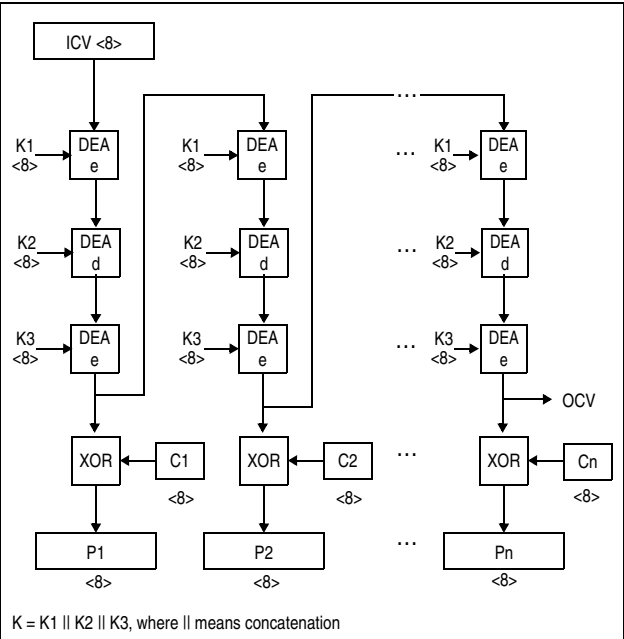 ICV <8>
...
K1 <8> DEA e K1 <8> DEA e ... K1 <8> DEA e
K2 <8> DEA d K2 <8> DEA d ... K2 <8> DEA d
K3 <8> DEA e K3 <8> DEA e ... K3 <8> DEA e
OCV
XOR C1 XOR C2 ... XOR Cn
<8> <8> <8>
P1 P2 ... Pn
<8> <8> <8>
K = K1 || K2 || K3, where || means concatenation